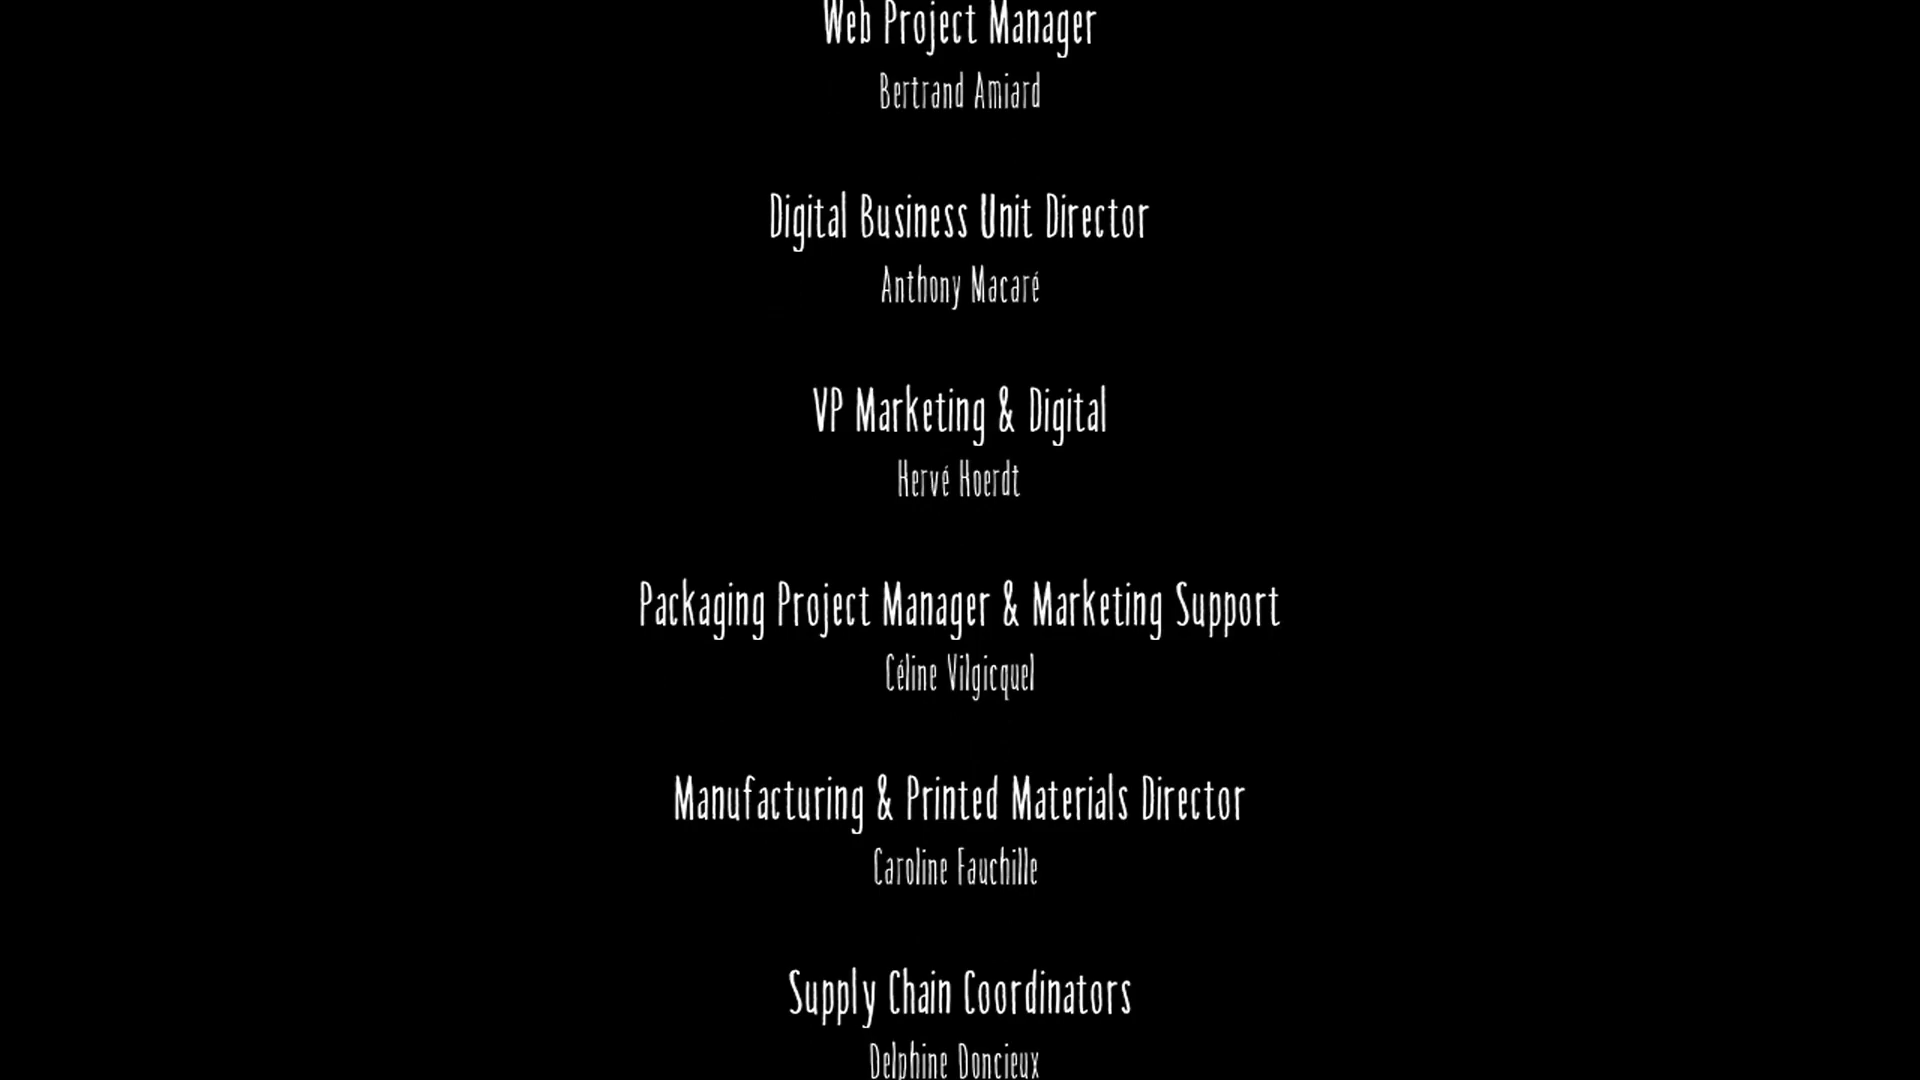 Web Project Manager
Bertrand Amiard
Digital Business Unit Director
Anthony Macaré
VP Marketing & Digital
Hervé Hoerdt
Packaging Project Manager & Marketing Support
Céline Vilgicquel
Manufacturing & Printed Materials Director
Caroline Fauchille
Supply Chain Coordinators
Delphine Doncieux